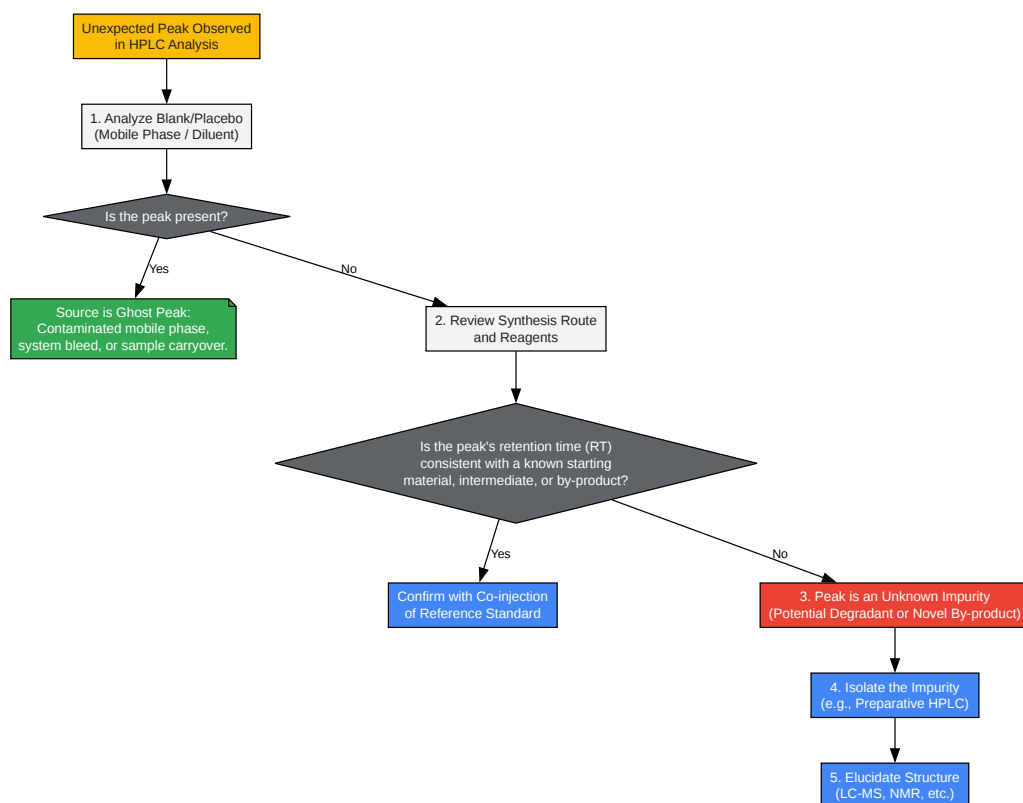 Unexpected Peak Observed
in HPLC Analysis
1. Analyze Blank/Placebo
(Mobile Phase / Diluent)
Is the peak present?
Yes
No
Source is Ghost Peak:
Contaminated mobile phase,
system bleed, or sample carryover.
2. Review Synthesis Route
and Reagents
Is the peak's retention time (RT)
consistent with a known starting
material, intermediate, or by-product?
Yes
No
Confirm with Co-injection
of Reference Standard
3. Peak is an Unknown Impurity
(Potential Degradant or Novel By-product)
4. Isolate the Impurity
(e.g., Preparative HPLC)
5. Elucidate Structure
(LC-MS, NMR, etc.)